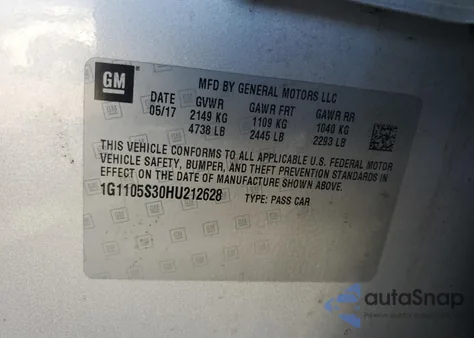 GM
MFD BY GENERAL MOTORS LLC
DATE GVWR GAWR FRT GAWR RR
05/17 2149 KG 1109 KG 1040 KG
4738 LB 2445 LB 2293 LB
THIS VEHICLE CONFORMS TO ALL APPLICABLE U.S. FEDERAL MOTOR
VEHICLE SAFETY, BUMPER, AND THEFT PREVENTION STANDARDS IN
EFFECT ON THE DATE OF MANUFACTURE SHOWN ABOVE.
1G1105S30HU212628 TYPE: PASS CAR
autoSnap